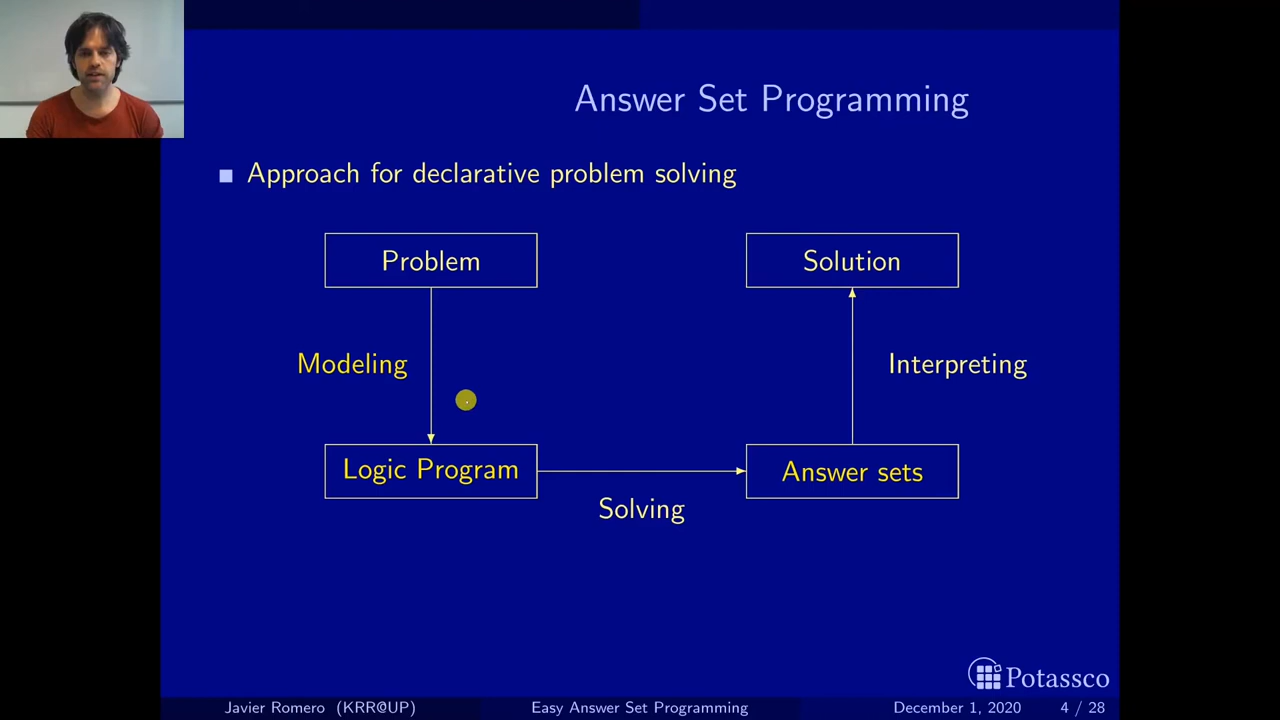 Answer Set Programming
Approach for declarative problem solving
Problem
Solution
Modeling
Interpreting
Logic Program
Answer sets
Solving
Potassco
Javier Romero (KRR@UP) Easy Answer Set Programming December 1, 2020 4 / 28